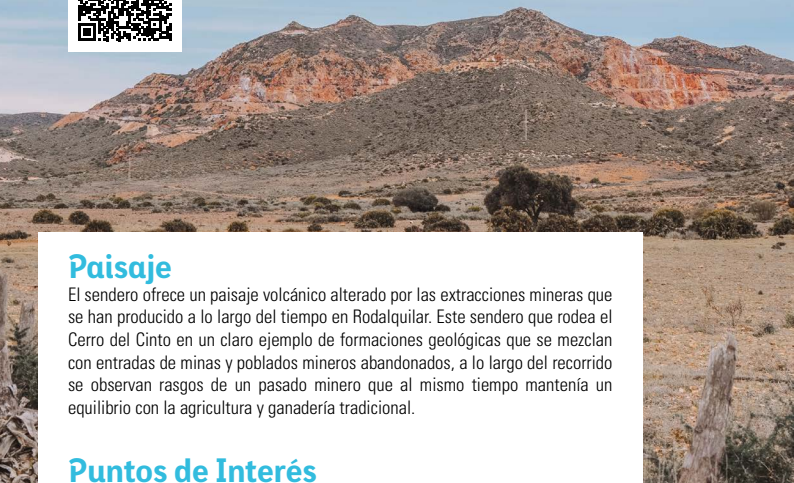 Paisaje
El sendero ofrece un paisaje volcánico alterado por las extracciones mineras que
se han producido a lo largo del tiempo en Rodalquilar. Este sendero que rodea el
Cerro del Cinto en un claro ejemplo de formaciones geológicas que se mezclan
con entradas de minas y poblados mineros abandonados, a lo largo del recorrido
se observan rasgos de un pasado minero que al mismo tiempo mantenía un
equilibrio con la agricultura y ganadería tradicional.
Puntos de Interés